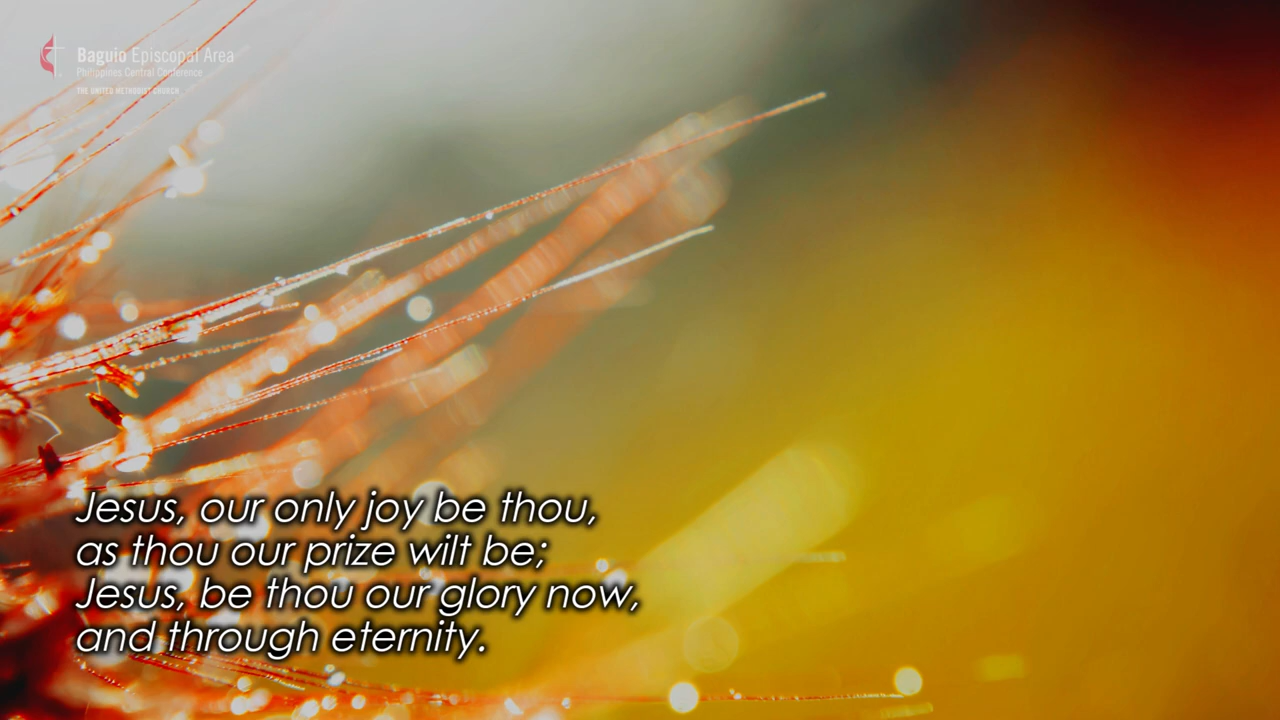 Baguio Episcopal Area
Philippines Central Conference
THE UNITED METHODIST CHURCH
Jesus, our only joy be thou,
as thou our prize wilt be;
Jesus, be thou our glory now,
and through eternity.